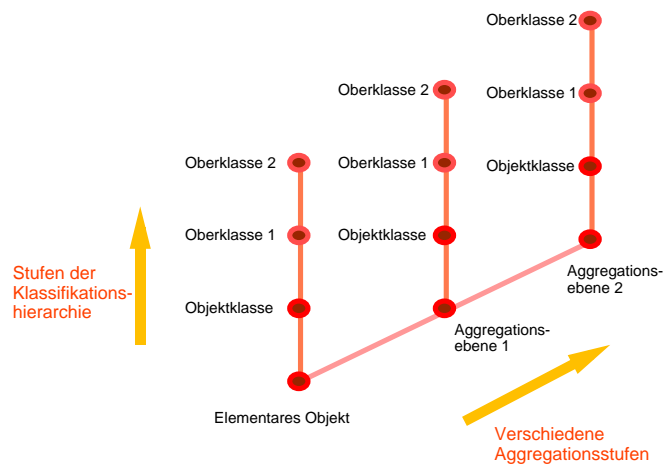 Oberklasse 2
Oberklasse 2
Oberklasse 1
Oberklasse 2
Oberklasse 1
Objektklasse
Oberklasse 1
Objektklasse
Stufen der
Klassifikations-
hierarchie
Aggregations-
ebene 2
Objektklasse
Aggregations-
ebene 1
Elementares Objekt
Verschiedene
Aggregationsstufen